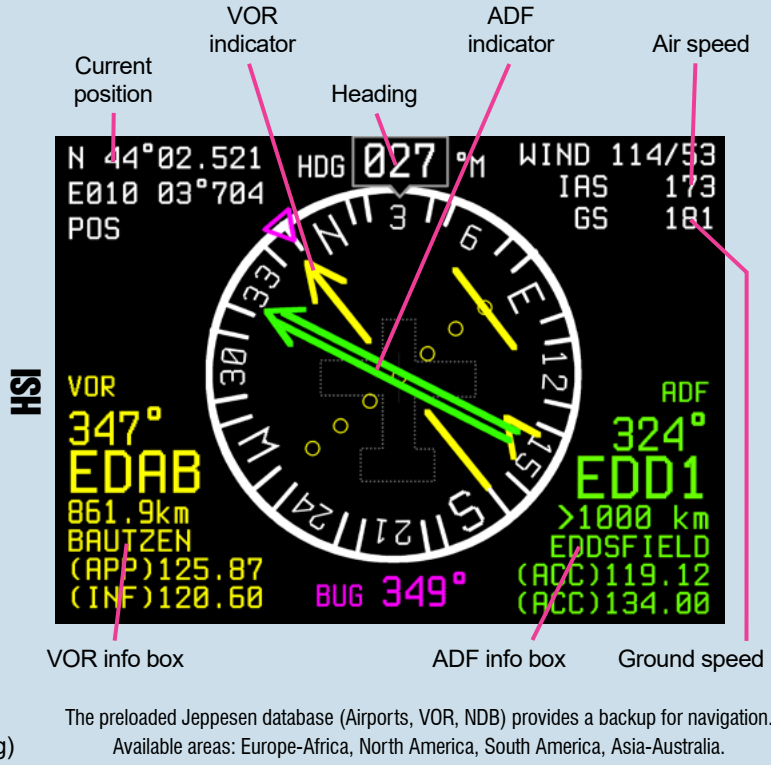 VOR
indicator
ADF
indicator
Air speed
Current
position
Heading
N 44°02.521
E010 03°704
POS
HDG 027 °M
WIND 114/53
IAS 173
GS 181
N
3
6
E
12
15
S
21
24
W
30
33
HSI
VOR
347°
EDAB
861.9km
BAUTZEN
(APP)125.87
(INF)120.60
BUG 349°
ADF
324°
EDD1
>1000 km
EDDSFIELD
(ACC)119.12
(ACC)134.00
VOR info box
ADF info box
Ground speed
The preloaded Jeppesen database (Airports, VOR, NDB) provides a backup for navigation.
g)
Available areas: Europe-Africa, North America, South America, Asia-Australia.